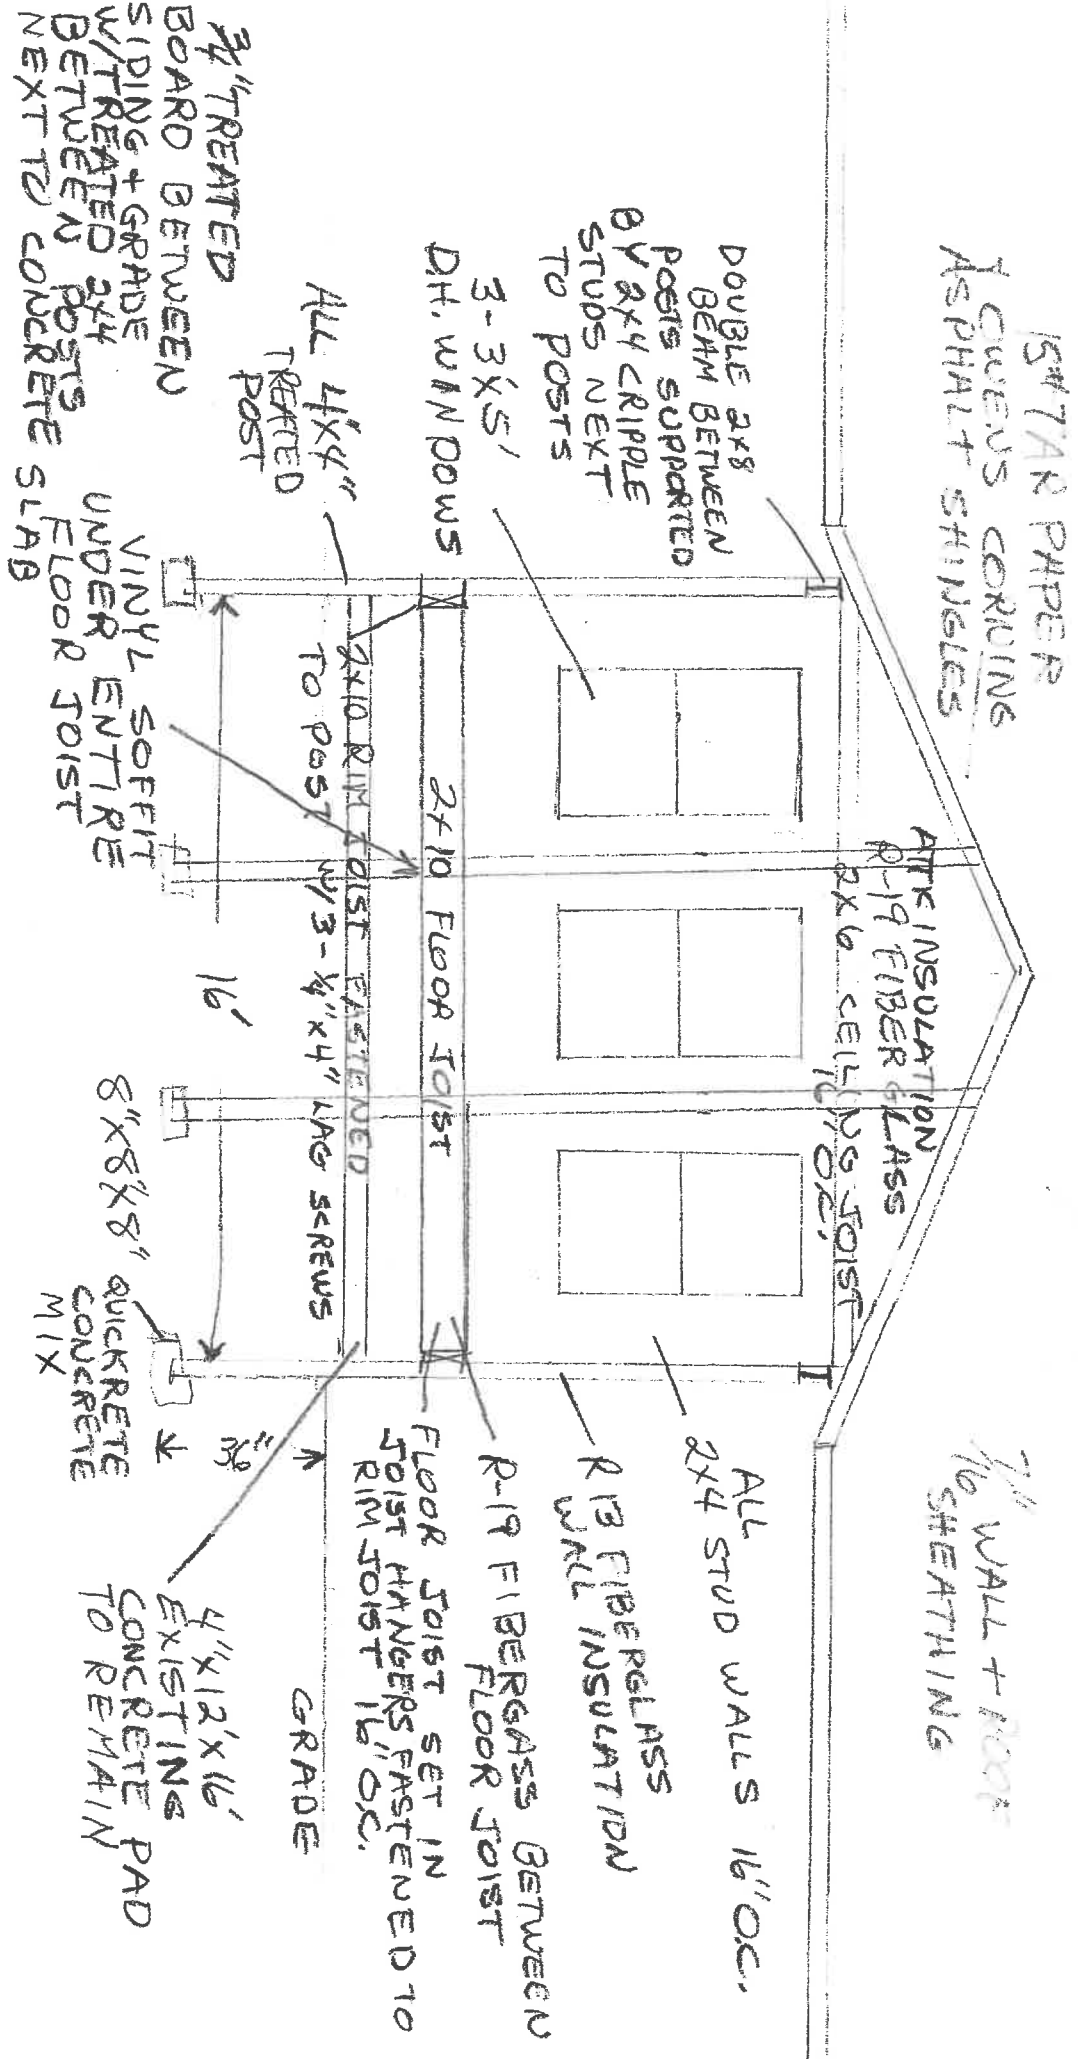 15# TAR PAPER
& OWENS CORNING
ASPHALT SHINGLES
7/16" WALL + ROOF
SHEATHING
DOUBLE 2x8
BEAM BETWEEN
POSTS SUPPORTED
BY 2x4 CRIPPLE
STUDS NEXT
TO POSTS
ATTIC INSULATION
R-19 FIBERGLASS
2x6 CEILING JOIST
16" O.C.
ALL
2x4 STUD WALLS 16" O.C.
3-3'x5'
D.H. WINDOWS
R13 FIBERGLASS
WALL INSULATION
R-19 FIBERGASS BETWEEN
FLOOR JOIST
2x10 FLOOR JOIST
FLOOR JOIST SET IN
JOIST HANGERS FASTENED TO
RIM JOIST 16" O.C.
ALL 4"x4"
TREATED
POST
2x10 RIM JOIST FASTENED
TO POST W/ 3-1/4"x4" LAG SCREWS
GRADE
3/4" TREATED
BOARD BETWEEN
SIDING + GRADE
W/TREATED 2x4
BETWEEN POSTS
NEXT TO CONCRETE SLAB
VINYL SOFFIT
UNDER ENTIRE
FLOOR JOIST
16'
36"
8"x8"x8" QUICKRETE
CONCRETE
MIX
4"x12'x16'
EXISTING
CONCRETE PAD
TO REMAIN